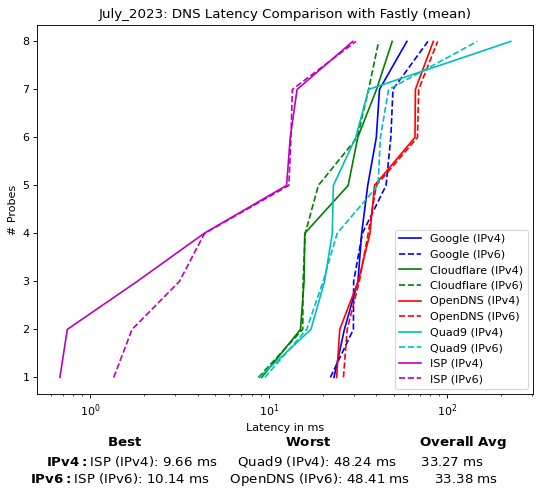 July_2023: DNS Latency Comparison with Fastly (mean)
8
7
6
5
4
3
2
1
# Probes
Google (IPv4)
Google (IPv6)
Cloudflare (IPv4)
Cloudflare (IPv6)
OpenDNS (IPv4)
OpenDNS (IPv6)
Quad9 (IPv4)
Quad9 (IPv6)
ISP (IPv4)
ISP (IPv6)
10⁰ 10¹ 10²
Latency in ms
Best Worst Overall Avg
IPv4: ISP (IPv4): 9.66 ms Quad9 (IPv4): 48.24 ms 33.27 ms
IPv6: ISP (IPv6): 10.14 ms OpenDNS (IPv6): 48.41 ms 33.38 ms